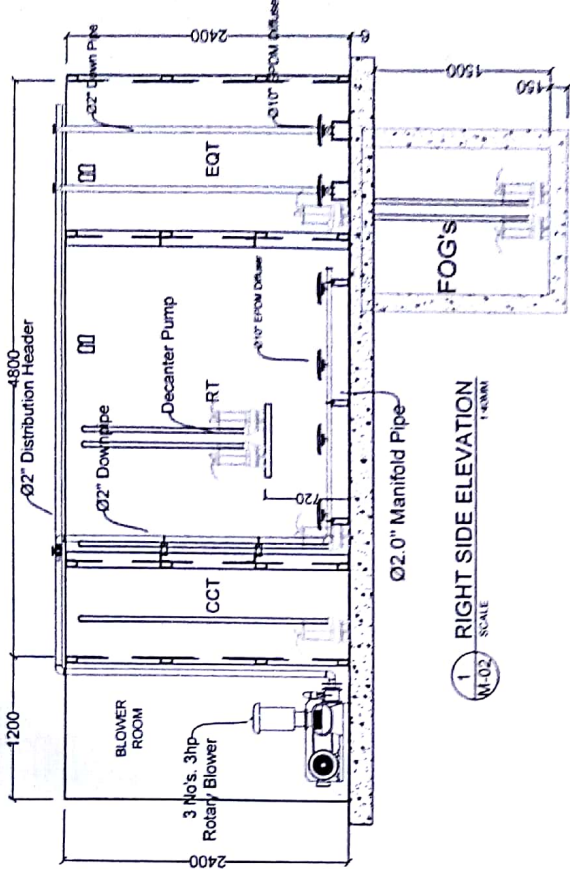 4800
1200
Ø2" Distribution Header
2400
2400
6
Ø2" Down Pipe
Ø10" EPDM Diffuser
EQT
Decanter Pump
Ø2" Downpipe
RT
Ø10" EPDM Diffuser
720
CCT
BLOWER
ROOM
3 No's. 3hp
Rotary Blower
Ø2.0" Manifold Pipe
1500
150
FOG's
1
M-02
RIGHT SIDE ELEVATION
SCALE